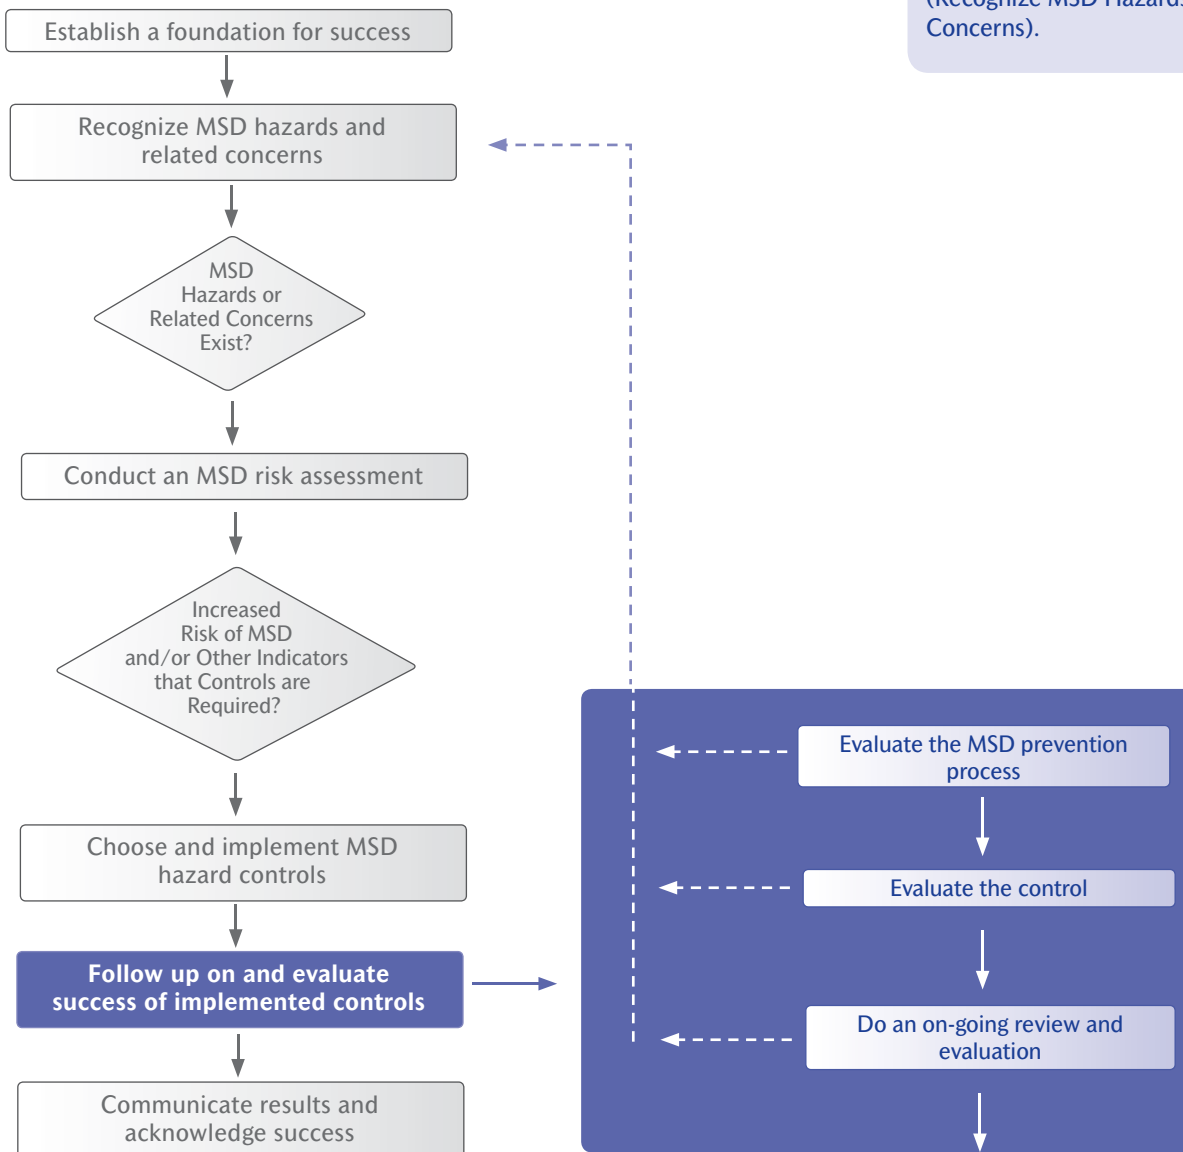 (Recognize MSD Hazards
Concerns).
Establish a foundation for success
Recognize MSD hazards and
related concerns
MSD
Hazards or
Related Concerns
Exist?
Conduct an MSD risk assessment
Increased
Risk of MSD
and/or Other Indicators
that Controls are
Required?
Choose and implement MSD
hazard controls
Follow up on and evaluate
success of implemented controls
Communicate results and
acknowledge success
Evaluate the MSD prevention
process
Evaluate the control
Do an on-going review and
evaluation